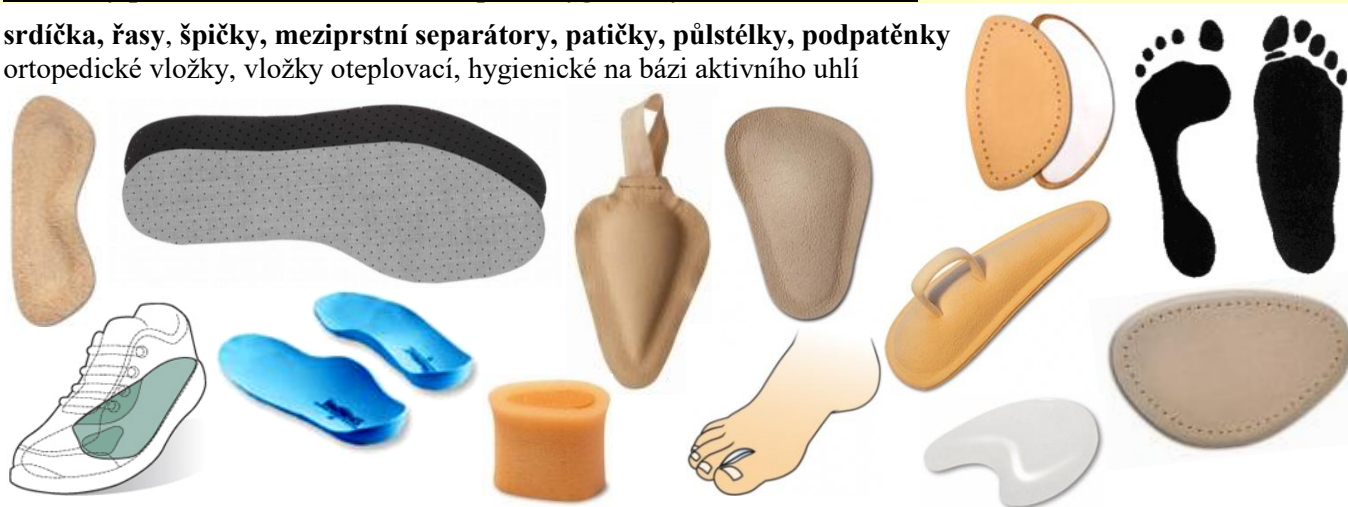 srdíčka, řasy, špičky, meziprstní separátory, patičky, půlstélky, podpatěnky
ortopedické vložky, vložky oteplovací, hygienické na bázi aktivního uhlí